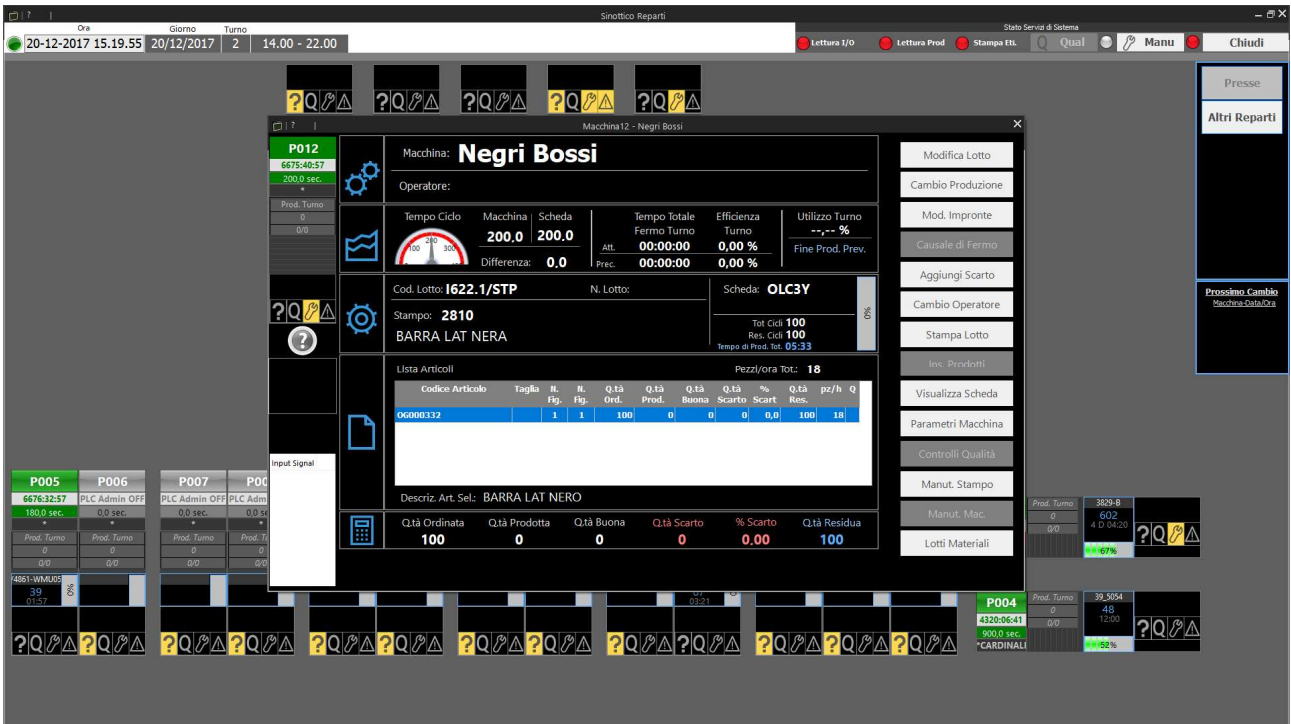 Sinottico Reparti
Ora Giorno Turno Stato Servizi di Sistema
20-12-2017 15.19.55 20/12/2017 2 14.00 - 22.00 Lettura I/O Lettura Prod Stampa Eti. Q Qual Manu Chiudi
Presse
Altri Reparti
Prossimo Cambio
Macchina-Data/Ora
?Q ?Q ?Q ?Q ?Q
Macchina12 - Negri Bossi
P012
6675:40:57
200,0 sec.
*
Prod. Turno
0
0/0
?Q
?
Input Signal
Macchina: Negri Bossi
Operatore:
Tempo Ciclo Macchina Scheda Tempo Totale Fermo Turno Efficienza Turno Utilizzo Turno
100 200 300
200,0 200,0 Att. 00:00:00 0,00 % --,-- %
Differenza: 0,0 Prec. 00:00:00 0,00 % Fine Prod. Prev.
Cod. Lotto: I622.1/STP N. Lotto: Scheda: OLC3Y
Stampo: 2810
BARRA LAT NERA
Tot Cicli 100
Res. Cicli 100
Tempo di Prod. Tot. 05:33
0%
Lista Articoli Pezzi/ora Tot.: 18
Codice Articolo Taglia N. Fig. N. Fig. Q.tà Ord. Q.tà Prod. Q.tà Buona Q.tà Scarto % Scart Q.tà Res. pz/h Q
OG000332 1 1 100 0 0 0 0,0 100 18
Descriz. Art. Sel.: BARRA LAT NERO
Q.tà Ordinata Q.tà Prodotta Q.tà Buona Q.tà Scarto % Scarto Q.tà Residua
100 0 0 0 0,00 100
Modifica Lotto
Cambio Produzione
Mod. Impronte
Causale di Fermo
Aggiungi Scarto
Cambio Operatore
Stampa Lotto
Ins. Prodotti
Visualizza Scheda
Parametri Macchina
Controlli Qualità
Manut. Stampo
Manut. Mac.
Lotti Materiali
P005 P006 P007
6676:32:57 PLC Admin OFF PLC Admin OFF
180,0 sec. 0,0 sec. 0,0 sec.
* * *
Prod. Turno Prod. Turno Prod. Turno
0 0 0
0/0 0/0 0/0
4861-WMU05
39
01:57
0%
03:21
Prod. Turno
0
0/0
3829-B
602
4 D 04:20
67%
?Q
P004
4320:06:41
900,0 sec.
*CARDINALI
Prod. Turno
0
0/0
39_5054
48
12:00
52%
?Q
?Q ?Q ?Q ?Q ?Q ?Q ?Q ?Q ?Q ?Q ?Q ?Q ?Q